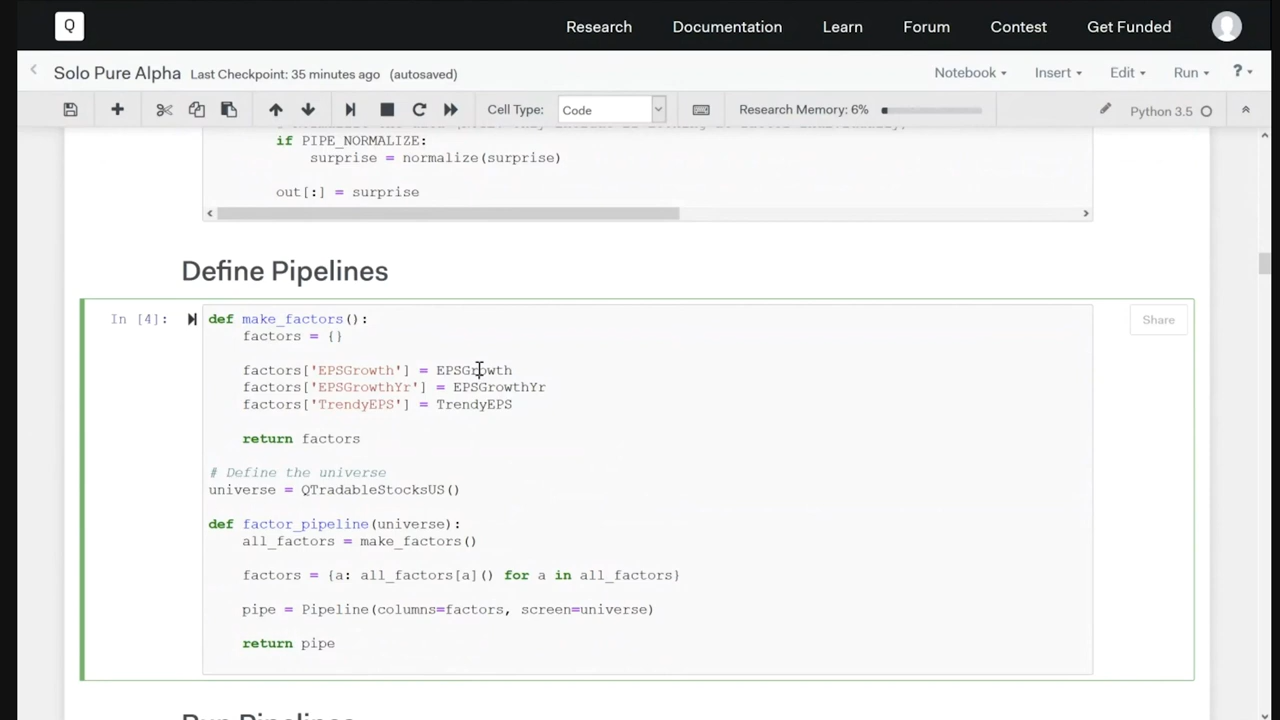 Q
Research
Documentation
Learn
Forum
Contest
Get Funded
Solo Pure Alpha Last Checkpoint: 35 minutes ago (autosaved)
Notebook
Insert
Edit
Run
?
Cell Type: Code
Research Memory: 6%
Python 3.5
if PIPE_NORMALIZE:
surprise = normalize(surprise)
out[:] = surprise
Define Pipelines
In [4]:
Share
def make_factors():
factors = {}
factors['EPSGrowth'] = EPSGrowth
factors['EPSGrowthYr'] = EPSGrowthYr
factors['TrendyEPS'] = TrendyEPS
return factors
# Define the universe
universe = QTradableStocksUS()
def factor_pipeline(universe):
all_factors = make_factors()
factors = {a: all_factors[a]() for a in all_factors}
pipe = Pipeline(columns=factors, screen=universe)
return pipe
Run Pipelines